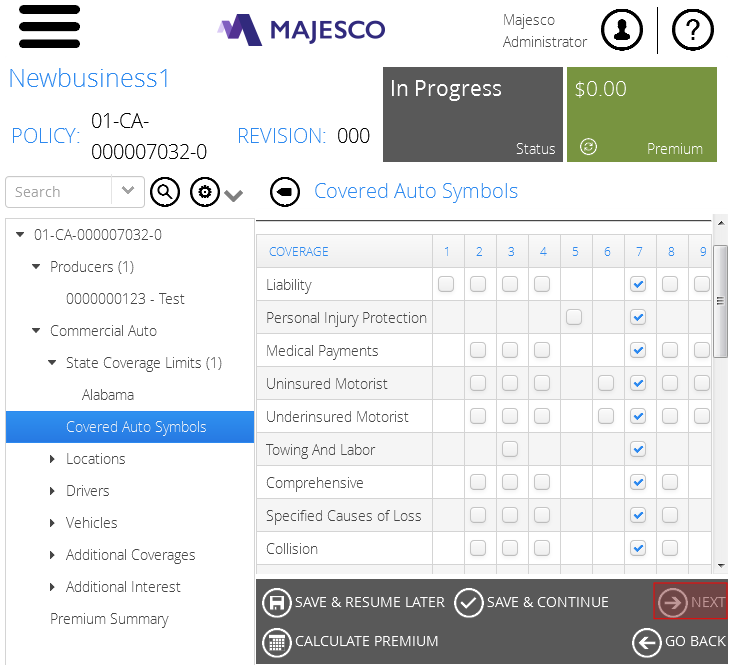 MAJESCO
Majesco
Administrator
?
Newbusiness1
POLICY: 01-CA-
000007032-0
REVISION: 000
In Progress
Status
$0.00
Premium
Search
Covered Auto Symbols
01-CA-000007032-0
Producers (1)
0000000123 - Test
Commercial Auto
State Coverage Limits (1)
Alabama
Covered Auto Symbols
Locations
Drivers
Vehicles
Additional Coverages
Additional Interest
Premium Summary
COVERAGE 1 2 3 4 5 6 7 8 9
Liability
Personal Injury Protection
Medical Payments
Uninsured Motorist
Underinsured Motorist
Towing And Labor
Comprehensive
Specified Causes of Loss
Collision
SAVE & RESUME LATER SAVE & CONTINUE NEXT
CALCULATE PREMIUM GO BACK